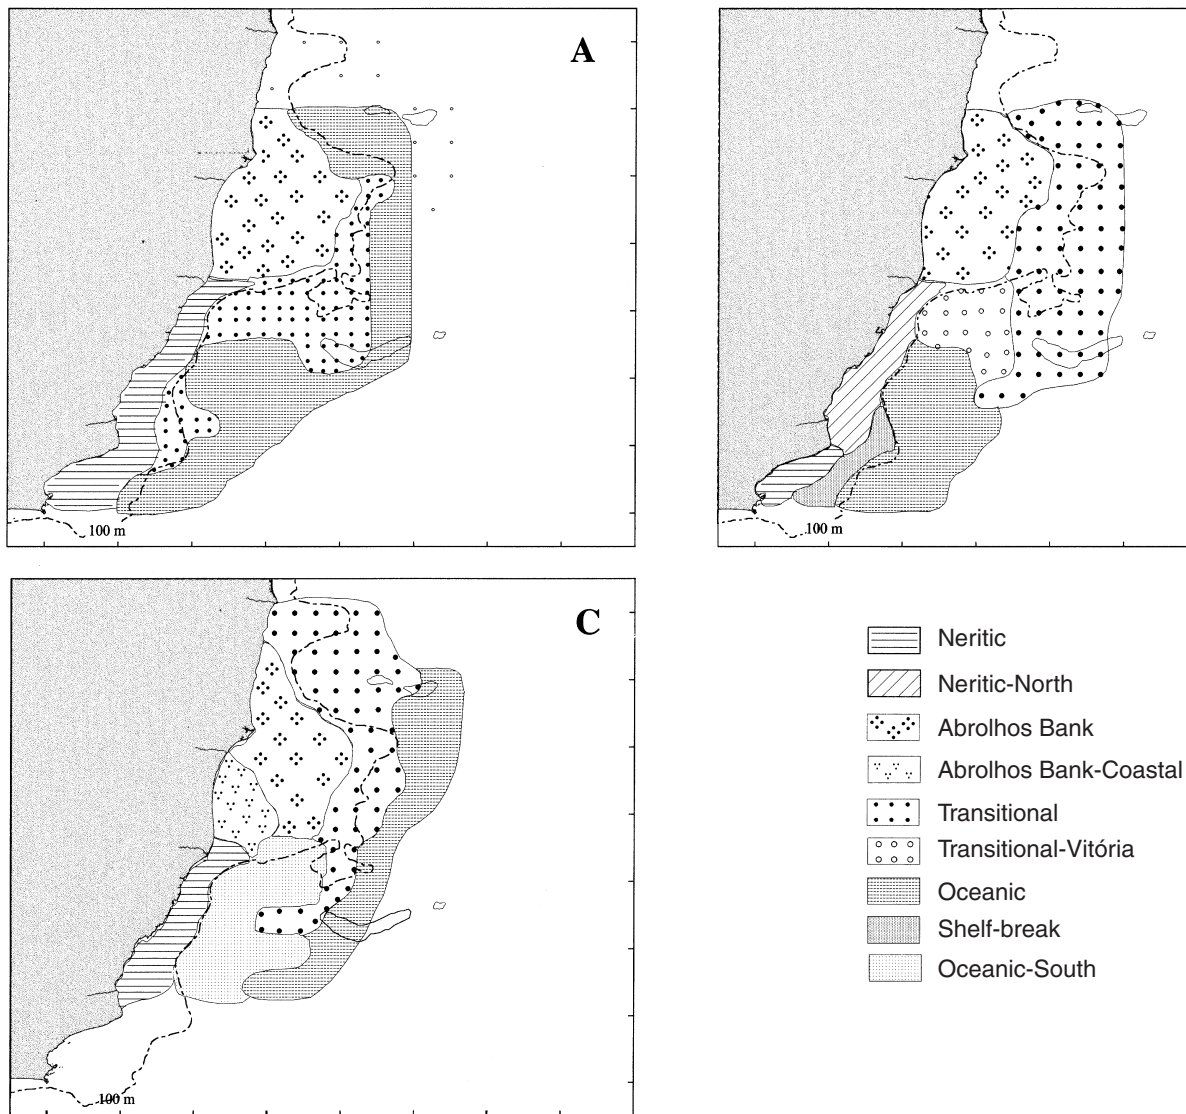 A
100 m
100 m
C
100 m
Neritic
Neritic-North
Abrolhos Bank
Abrolhos Bank-Coastal
Transitional
Transitional-Vitória
Oceanic
Shelf-break
Oceanic-South